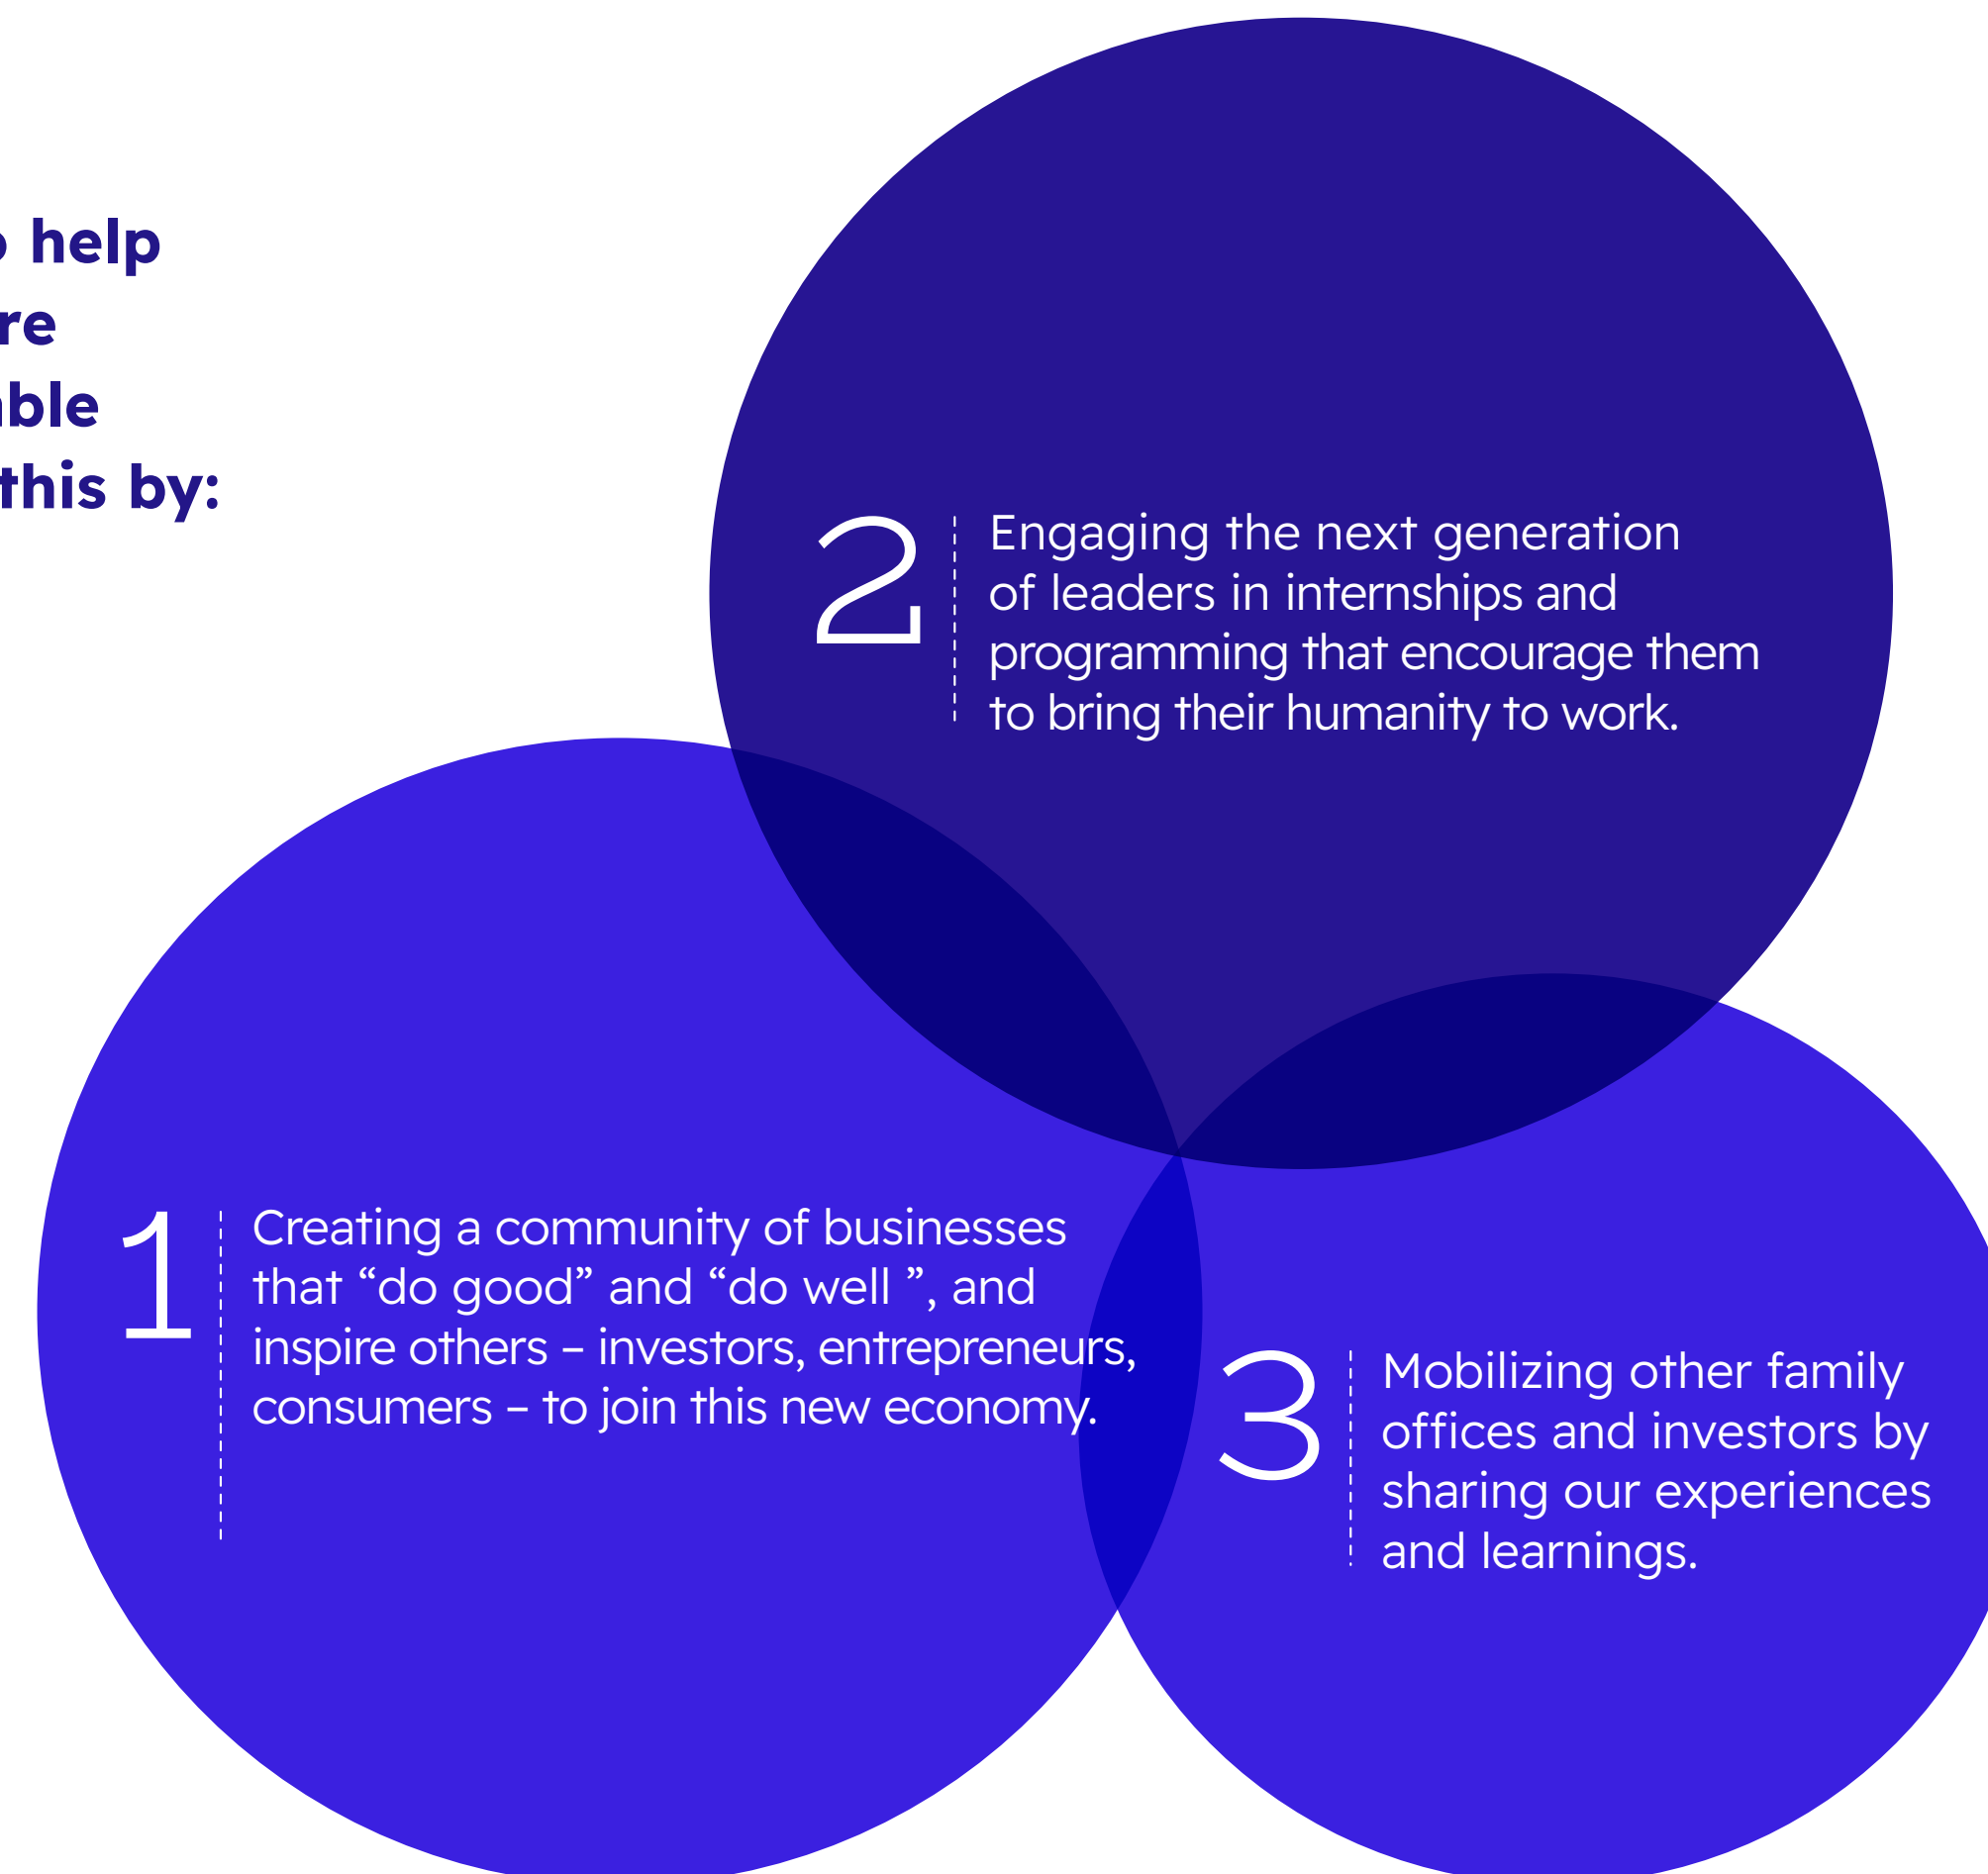 help
this by:
1
Creating a community of businesses
that “do good” and “do well ”, and
inspire others – investors, entrepreneurs,
consumers – to join this new economy.
2
Engaging the next generation
of leaders in internships and
programming that encourage them
to bring their humanity to work.
3
Mobilizing other family
offices and investors by
sharing our experiences
and learnings.